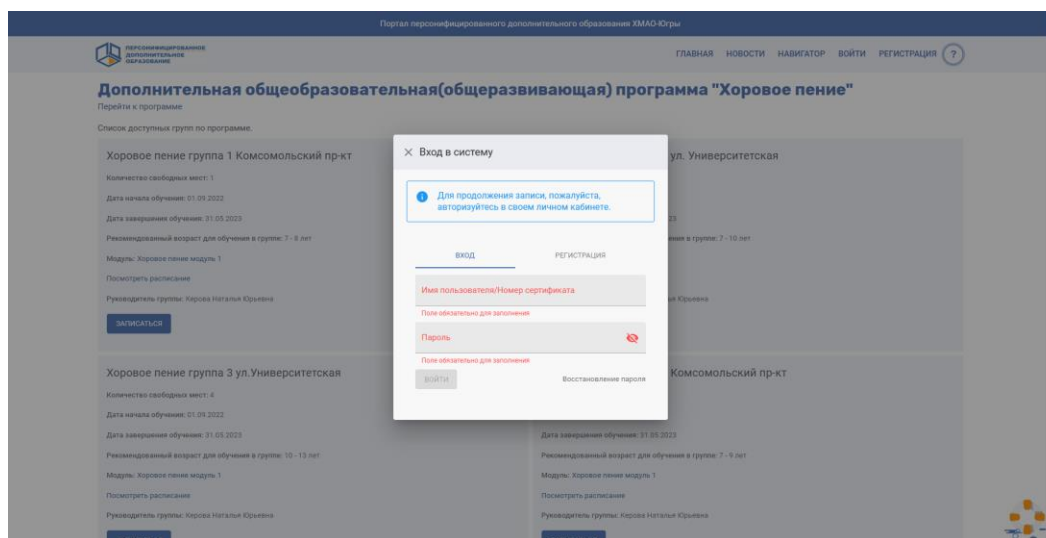 Портал персонифицированного дополнительного образования ХМАО-Югры
ПЕРСОНИФИЦИРОВАННОЕ
ДОПОЛНИТЕЛЬНОЕ
ОБРАЗОВАНИЕ
ГЛАВНАЯ НОВОСТИ НАВИГАТОР ВОЙТИ РЕГИСТРАЦИЯ ?
Дополнительная общеобразовательная(общеразвивающая) программа "Хоровое пение"
Перейти к программе
Список доступных групп по программе.
Хоровое пение группа 1 Комсомольский пр-кт
Количество свободных мест: 1
Дата начала обучения: 01.09.2022
Дата завершения обучения: 31.05.2023
Рекомендованный возраст для обучения в группе: 7 - 8 лет
Модуль: Хоровое пение модуль 1
Посмотреть расписание
Руководитель группы: Керова Наталья Юрьевна
ЗАПИСАТЬСЯ
ул. Университетская
23
ения в группе: 7 - 10 лет
ья Юрьевна
Вход в систему
Для продолжения записи, пожалуйста,
авторизуйтесь в своем личном кабинете.
ВХОД РЕГИСТРАЦИЯ
Имя пользователя/Номер сертификата
Поле обязательно для заполнения
Пароль
Поле обязательно для заполнения
ВОЙТИ Восстановление пароля
Хоровое пение группа 3 ул.Университетская
Количество свободных мест: 4
Дата начала обучения: 01.09.2022
Дата завершения обучения: 31.05.2023
Рекомендованный возраст для обучения в группе: 10 - 13 лет
Модуль: Хоровое пение модуль 1
Посмотреть расписание
Руководитель группы: Керова Наталья Юрьевна
Комсомольский пр-кт
Дата завершения обучения: 31.05.2023
Рекомендованный возраст для обучения в группе: 7 - 9 лет
Модуль: Хоровое пение модуль 1
Посмотреть расписание
Руководитель группы: Керова Наталья Юрьевна